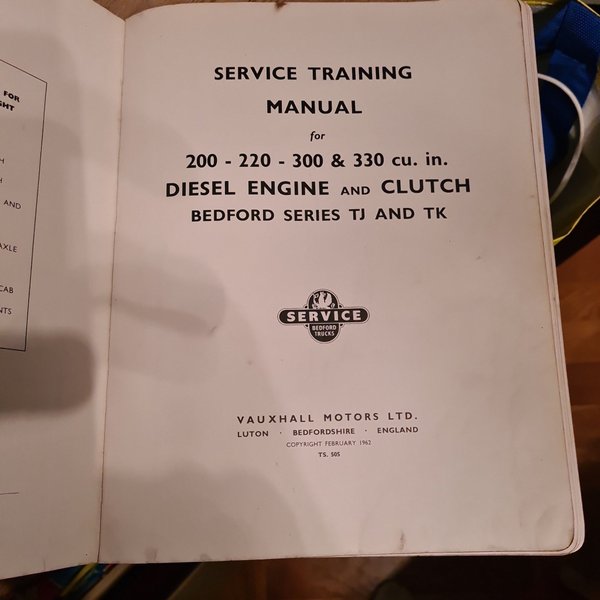 FOR
GHT
H
H
AND
AXLE
CAB
NTS
SERVICE TRAINING
MANUAL
for
200 - 220 - 300 & 330 cu. in.
DIESEL ENGINE AND CLUTCH
BEDFORD SERIES TJ AND TK
SERVICE
BEDFORD
TRUCKS
VAUXHALL MOTORS LTD.
LUTON · BEDFORDSHIRE · ENGLAND
COPYRIGHT FEBRUARY 1962
TS. 505